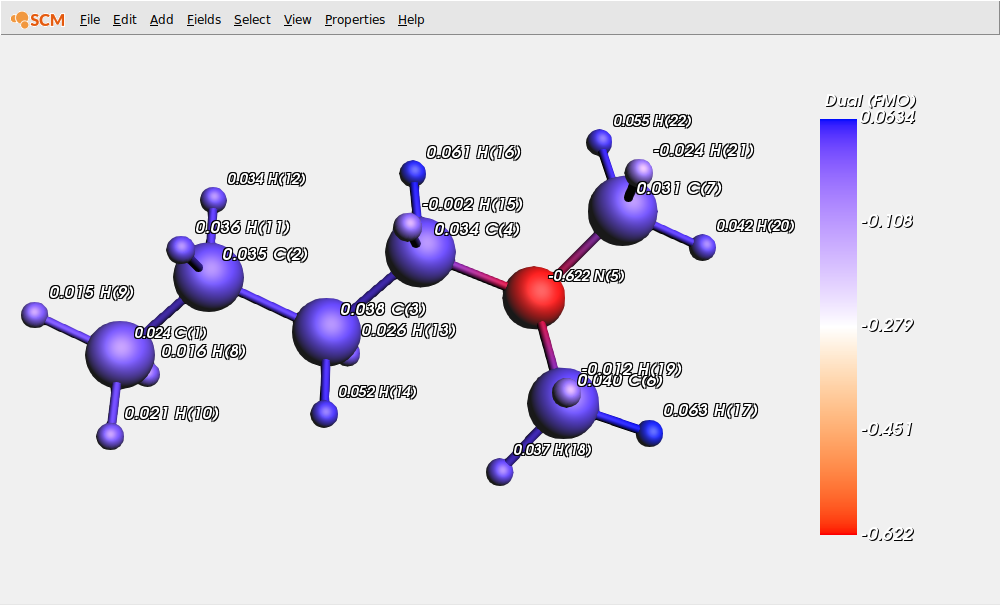 SCM File Edit Add Fields Select View Properties Help
Dual (FMO)
0.0634
-0.108
-0.279
-0.451
-0.622
0.055 H(22)
-0.024 H(21)
0.031 C(7)
0.042 H(20)
0.061 H(16)
-0.002 H(15)
0.034 C(4)
0.034 H(12)
0.036 H(11)
0.035 C(2)
-0.622 N(5)
0.015 H(9)
0.038 C(3)
0.026 H(13)
0.024 C(1)
0.016 H(8)
-0.012 H(19)
0.040 C(6)
0.052 H(14)
0.021 H(10)
0.063 H(17)
0.037 H(18)